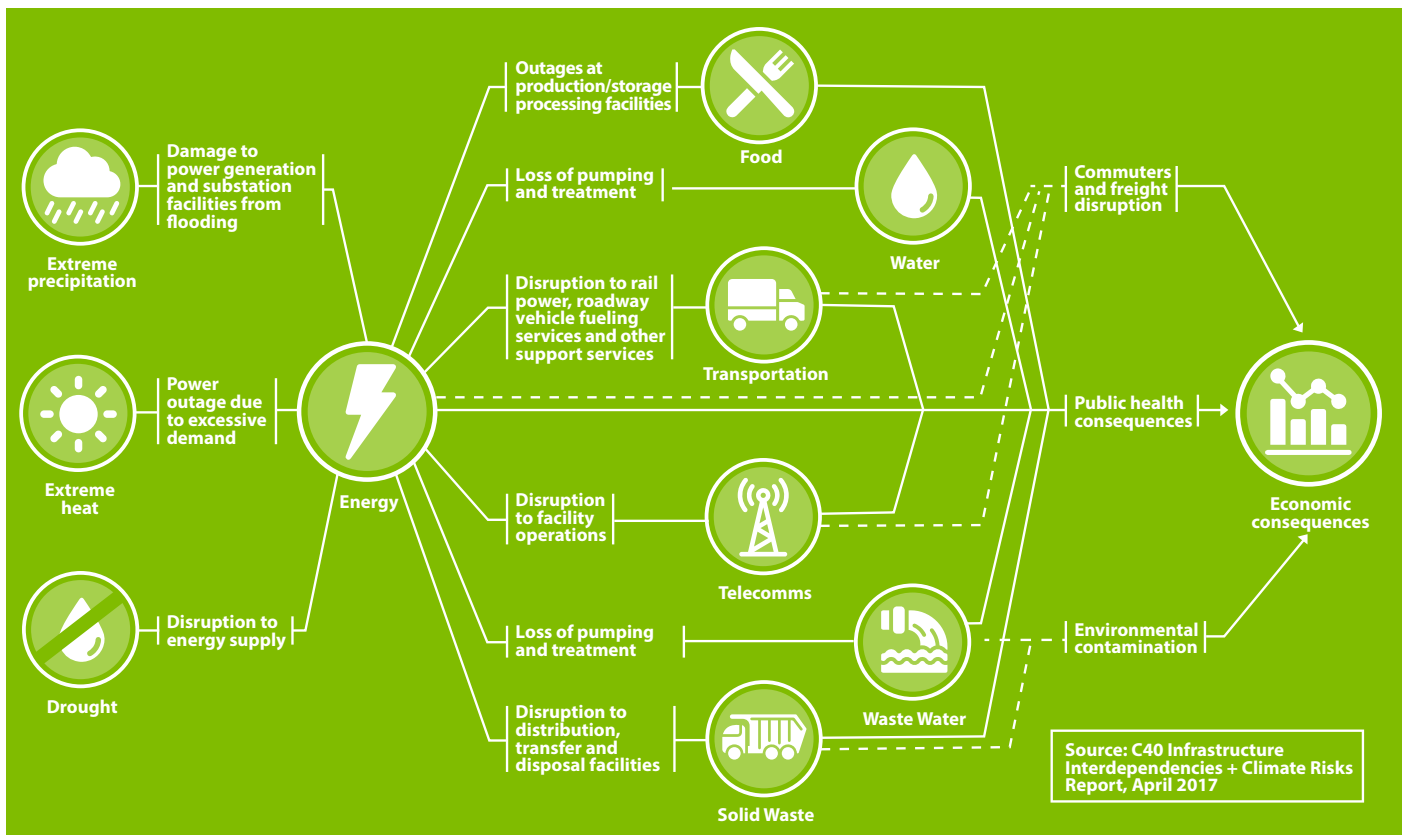 Outages at
production/storage
processing facilities
Food
Damage to
power generation
and substation
facilities from
flooding
Extreme
precipitation
Loss of pumping
and treatment
Water
Commuters
and freight
disruption
Disruption to rail
power, roadway
vehicle fueling
services and other
support services
Transportation
Power
outage due
to excessive
demand
Extreme
heat
Energy
Public health
consequences
Economic
consequences
Disruption
to facility
operations
Telecomms
Disruption to
energy supply
Drought
Loss of pumping
and treatment
Waste Water
Environmental
contamination
Disruption to
distribution,
transfer and
disposal facilities
Solid Waste
Source: C40 Infrastructure
Interdependencies + Climate Risks
Report, April 2017